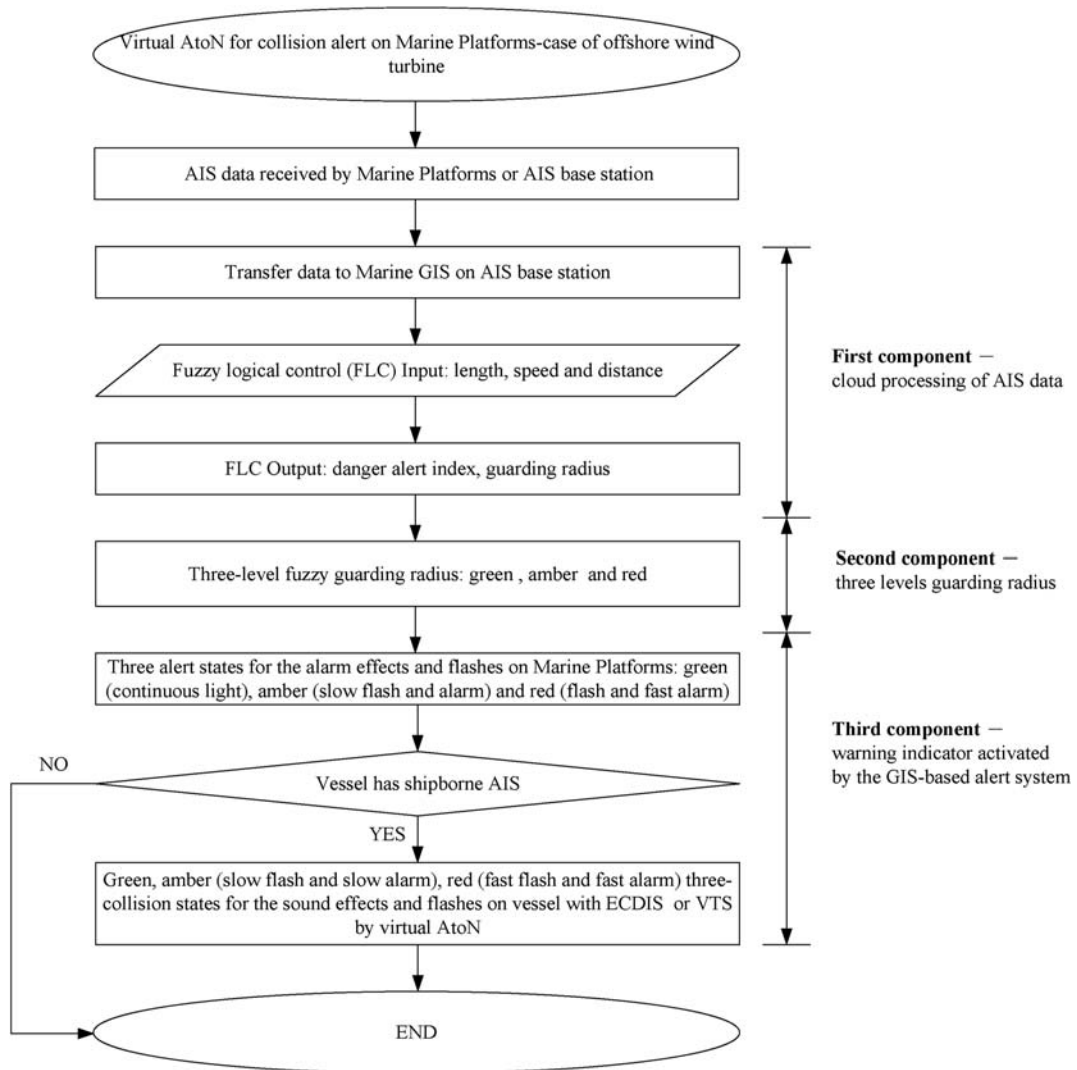 Virtual AtoN for collision alert on Marine Platforms-case of offshore wind
turbine
AIS data received by Marine Platforms or AIS base station
Transfer data to Marine GIS on AIS base station
Fuzzy logical control (FLC) Input: length, speed and distance
First component –
cloud processing of AIS data
FLC Output: danger alert index, guarding radius
Three-level fuzzy guarding radius: green , amber and red
Second component –
three levels guarding radius
Three alert states for the alarm effects and flashes on Marine Platforms: green
(continuous light), amber (slow flash and alarm) and red (flash and fast alarm)
Third component –
warning indicator activated
by the GIS-based alert system
NO
Vessel has shipborne AIS
YES
Green, amber (slow flash and slow alarm), red (fast flash and fast alarm) three-
collision states for the sound effects and flashes on vessel with ECDIS or VTS
by virtual AtoN
END